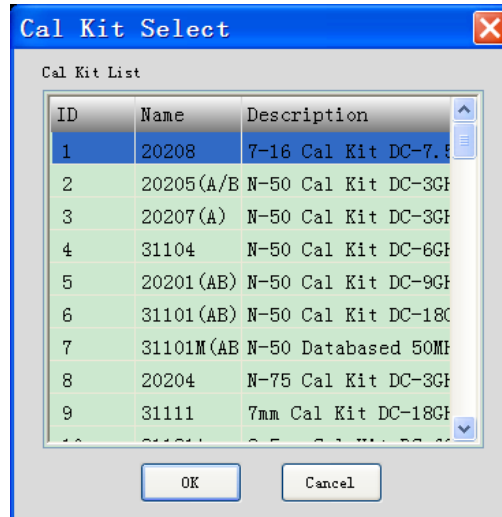 Cal Kit Select
Cal Kit List
ID Name Description
1 20208 7-16 Cal Kit DC-7.5
2 20205(A/B N-50 Cal Kit DC-3GH
3 20207(A) N-50 Cal Kit DC-3GH
4 31104 N-50 Cal Kit DC-6GH
5 20201(AB) N-50 Cal Kit DC-9GH
6 31101(AB) N-50 Cal Kit DC-18G
7 31101M(AB N-50 Databased 50MH
8 20204 N-75 Cal Kit DC-3GH
9 31111 7mm Cal Kit DC-18GH
OK Cancel